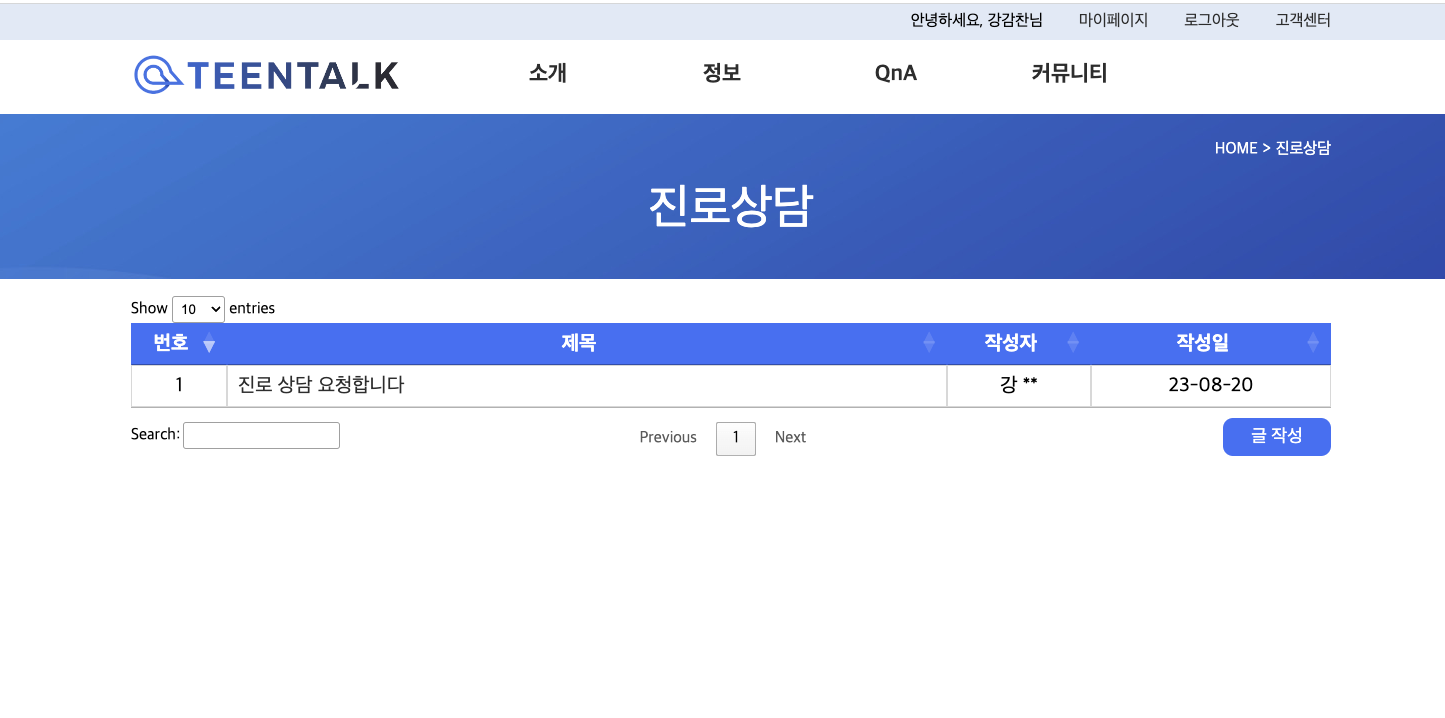 안녕하세요, 강감찬님 마이페이지 로그아웃 고객센터
TEENTALK 소개 정보 QnA 커뮤니티
HOME > 진로상담
진로상담
Show 10 entries
번호 제목 작성자 작성일
1 진로 상담 요청합니다 강 ** 23-08-20
Search: Previous 1 Next 글 작성